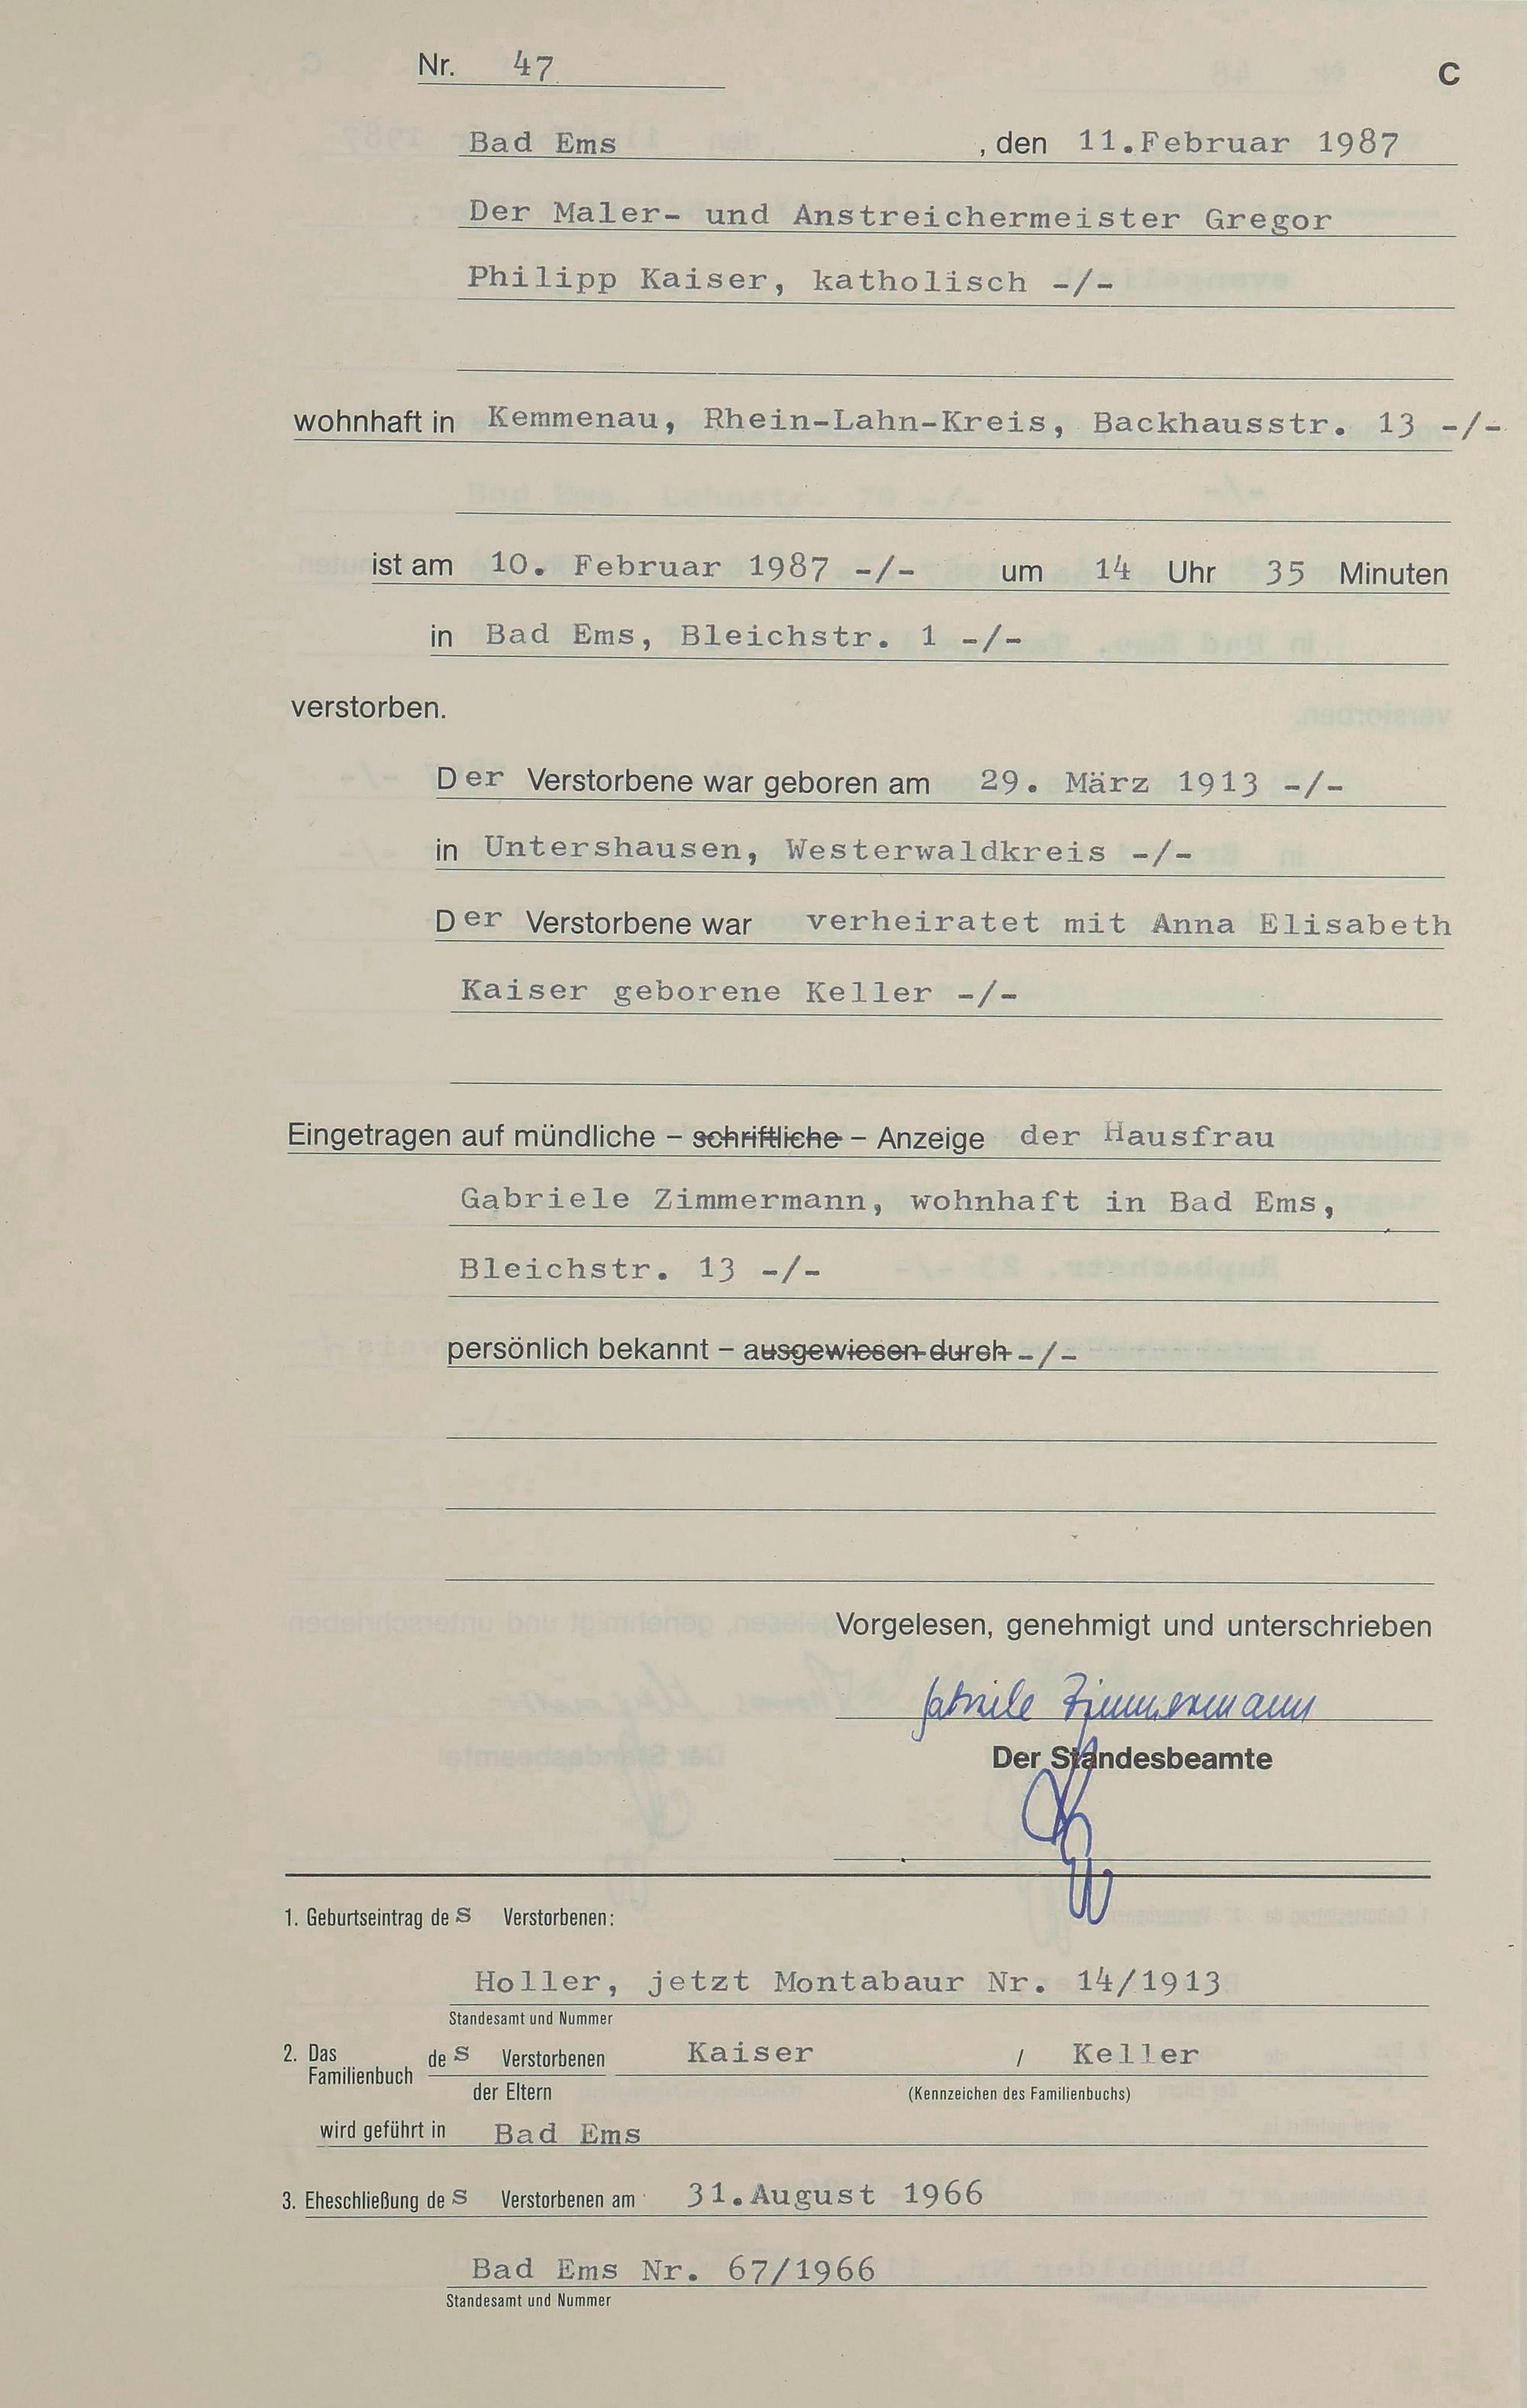 Nr. 47 C
Bad Ems , den 11.Februar 1987
Der Maler- und Anstreichermeister Gregor
Philipp Kaiser, katholisch -/-
wohnhaft in Kemmenau, Rhein-Lahn-Kreis, Backhausstr. 13 -/-
ist am 10. Februar 1987 -/- um 14 Uhr 35 Minuten
in Bad Ems, Bleichstr. 1 -/-
verstorben.
Der Verstorbene war geboren am 29. März 1913 -/-
in Untershausen, Westerwaldkreis -/-
Der Verstorbene war verheiratet mit Anna Elisabeth
Kaiser geborene Keller -/-
Eingetragen auf mündliche – schriftliche – Anzeige der Hausfrau
Gabriele Zimmermann, wohnhaft in Bad Ems,
Bleichstr. 13 -/-
persönlich bekannt – ausgewiesen durch -/-
Vorgelesen, genehmigt und unterschrieben
Gabriele Zimmermann
Der Standesbeamte
1. Geburtseintrag des Verstorbenen:
Holler, jetzt Montabaur Nr. 14/1913
Standesamt und Nummer
2. Das Familienbuch des Verstorbenen Kaiser / Keller
der Eltern (Kennzeichen des Familienbuchs)
wird geführt in Bad Ems
3. Eheschließung des Verstorbenen am 31.August 1966
Bad Ems Nr. 67/1966
Standesamt und Nummer